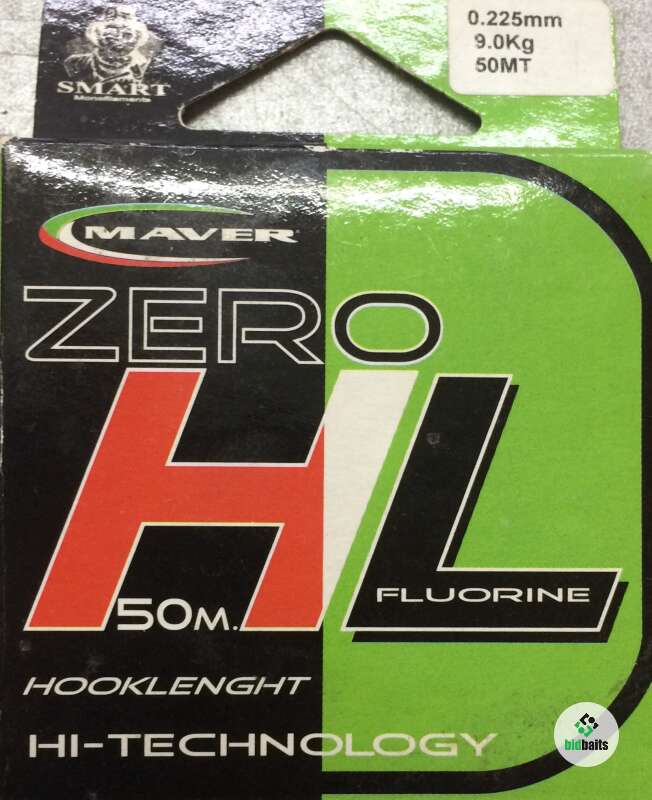 0.225mm
9.0Kg
50MT
SMART
Monofilaments
MAVER
ZERO
HL
50M.
FLUORINE
HOOKLENGHT
HI-TECHNOLOGY
bidbaits